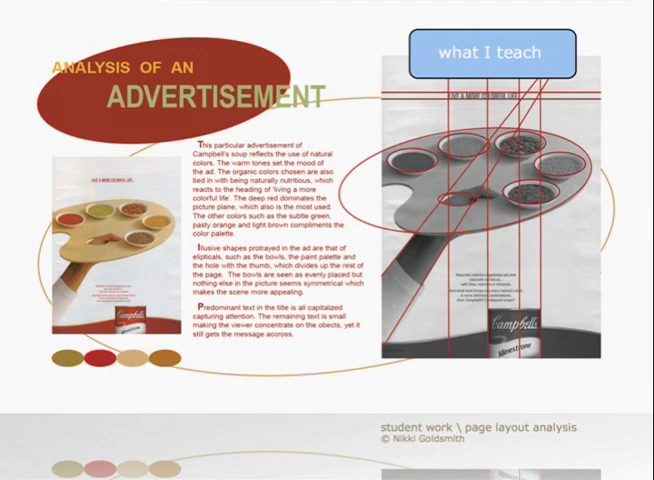 what I teach
ANALYSIS OF AN
ADVERTISEMENT
This particular advertisement of
Campbell's soup reflects the use of natural
colors. The warm tones set the mood of
the ad. The organic colors chosen are also
tied in with being naturally nutritious, which
reacts to the heading of 'living a more
colorful life'. The deep red dominates the
picture plane, which also is the most used.
The other colors such as the subtle green,
pasty orange and light brown compliments the
color palette.
Illusive shapes protrayed in the ad are that of
elipticals, such as the bowls, the paint palette and
the hole with the thumb, which divides up the rest of
the page. The bowls are seen as evenly placed but
nothing else in the picture seems symmetrical which
makes the scene more appealing.
Predominant text in the title is all capitalized
capturing attention. The remaining text is small
making the viewer concentrate on the obects, yet it
still gets the message accross.
LIVE A MORE COLORFUL LIFE.
Campbell's
LIVE A MORE COLORFUL LIFE.
Campbell's
Minestrone
student work \ page layout analysis
© Nikki Goldsmith